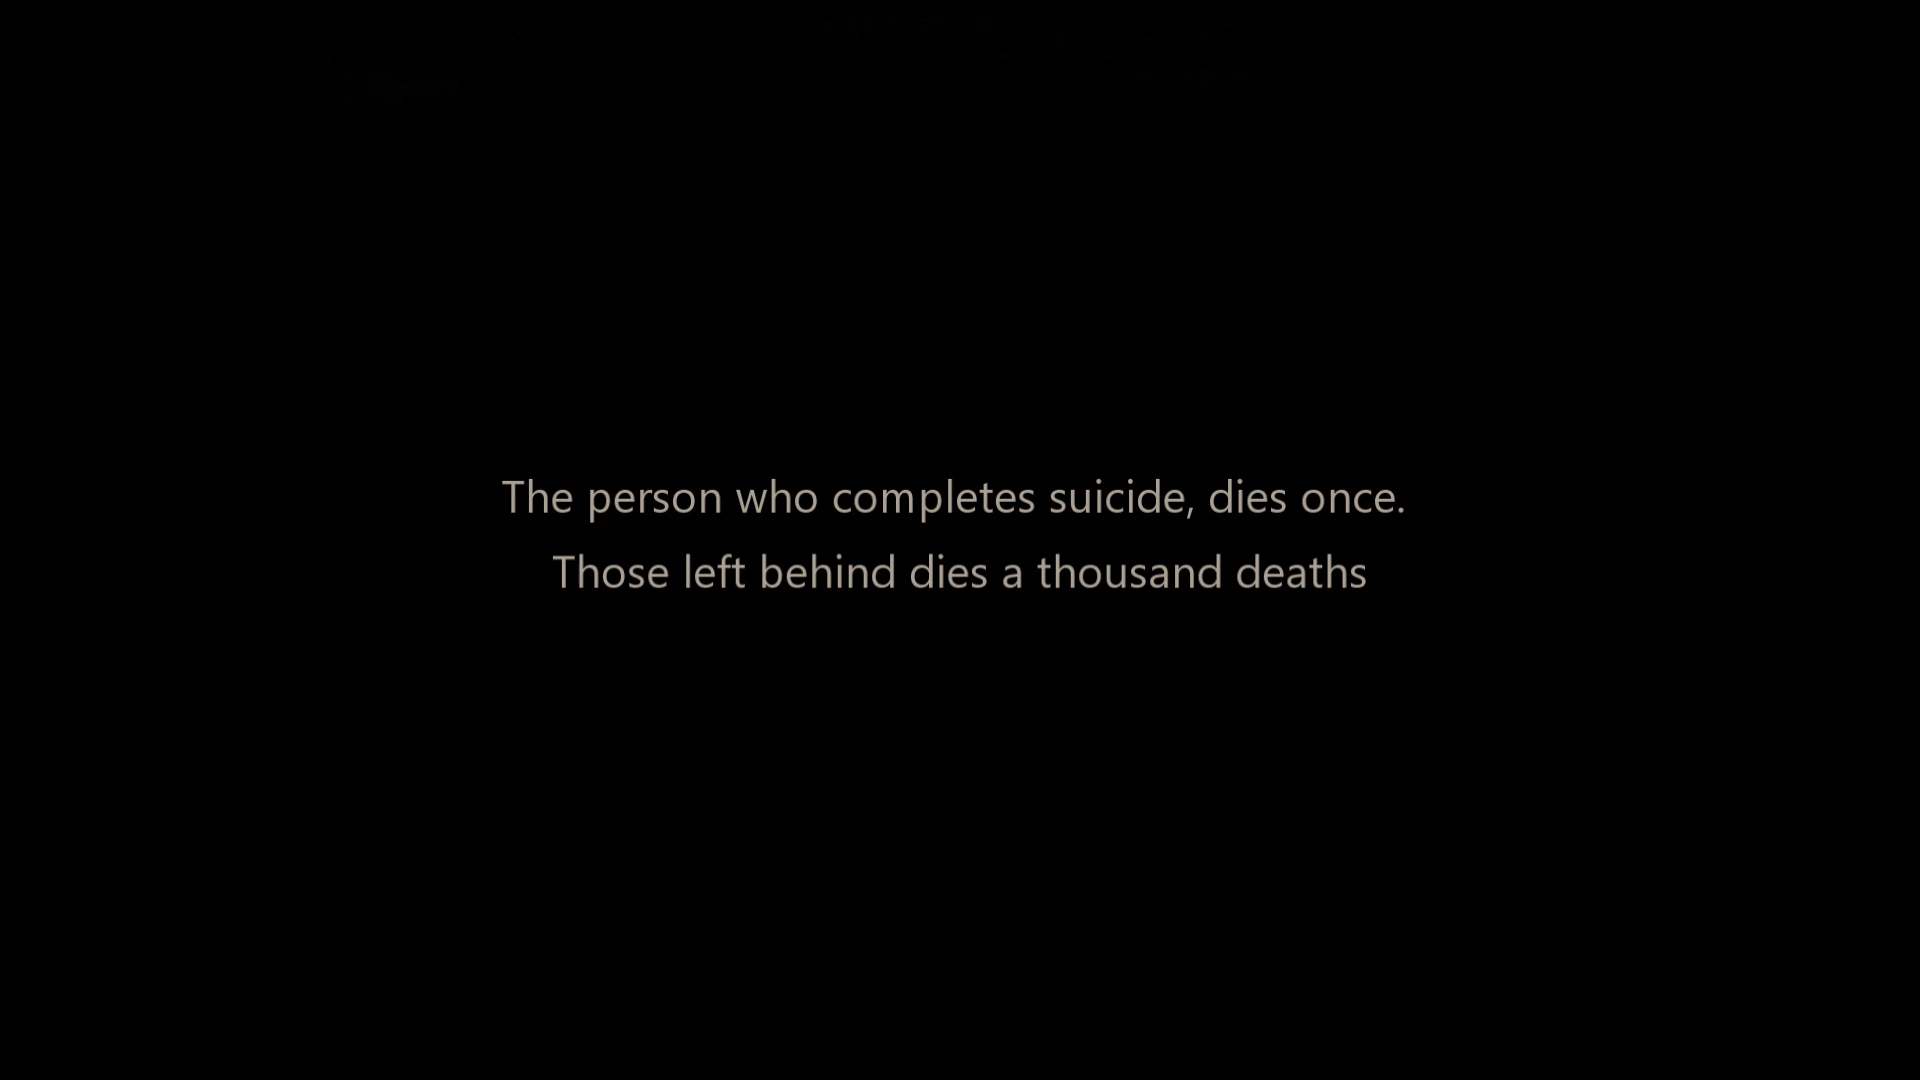 The person who completes suicide, dies once.
Those left behind dies a thousand deaths